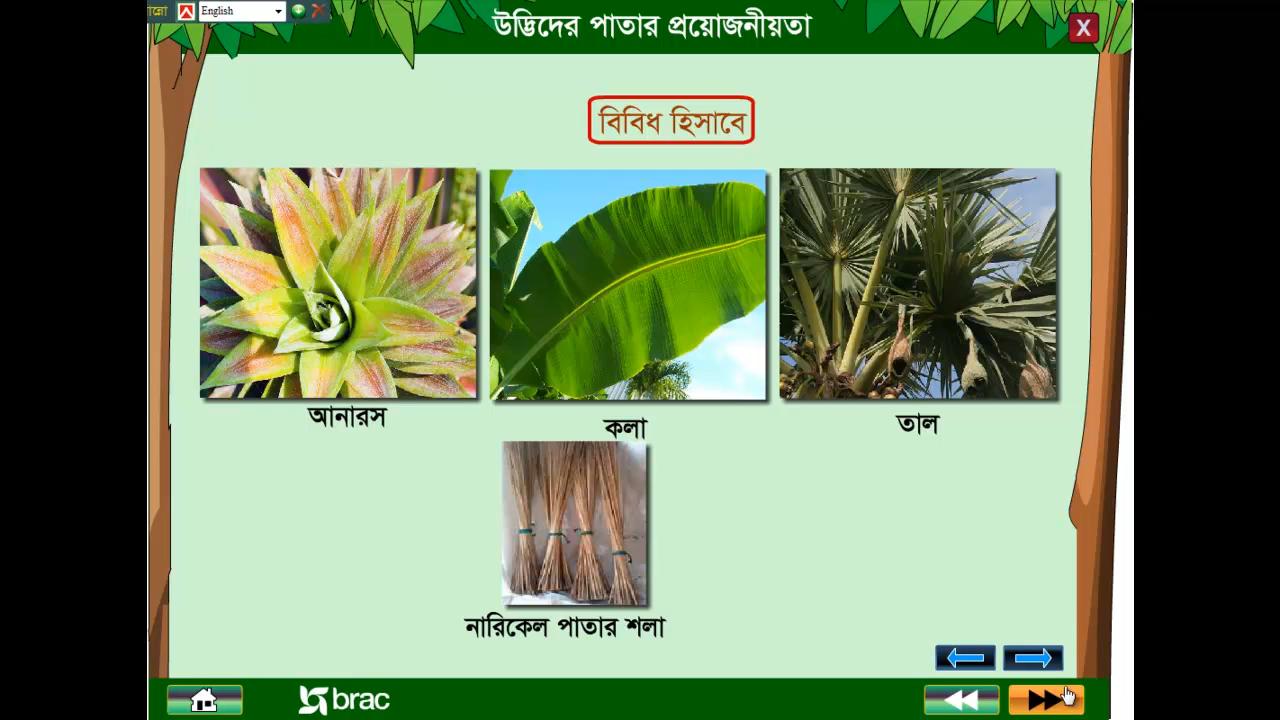 English
উদ্ভিদের পাতার প্রয়োজনীয়তা
X
বিবিধ হিসাবে
আনারস
কলা
তাল
নারিকেল পাতার শলা
brac